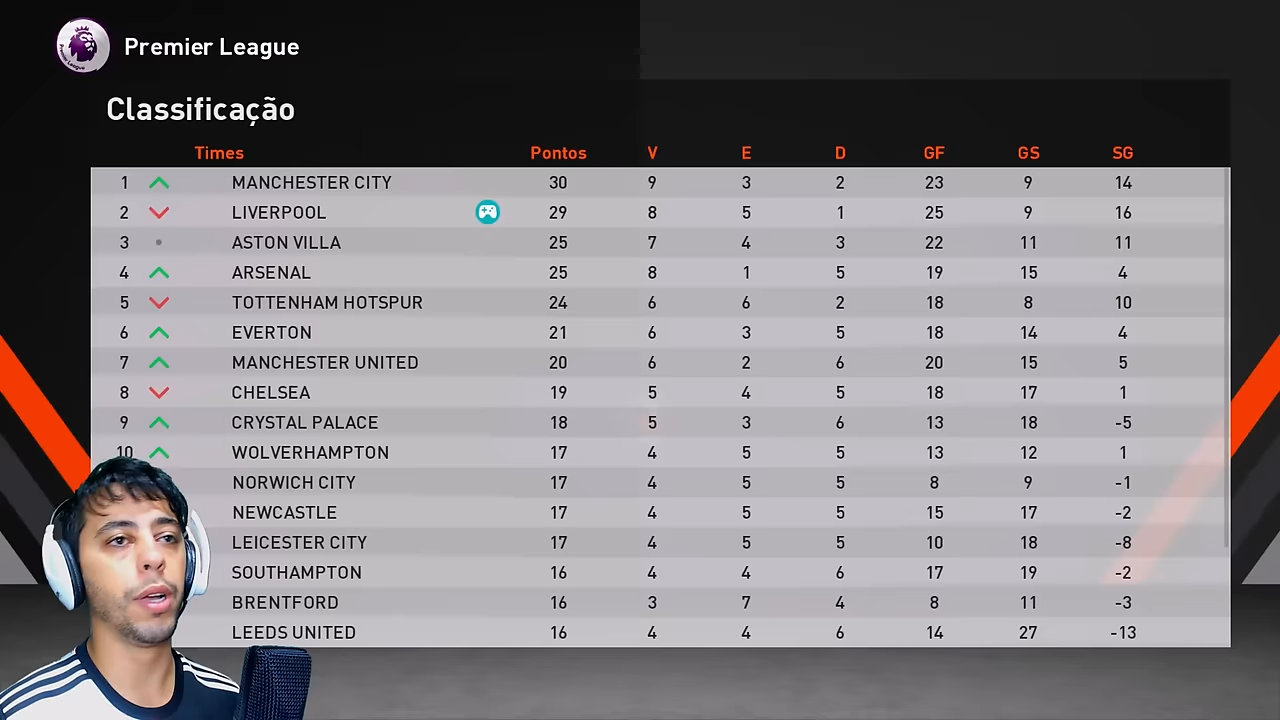 Premier League
Classificação
Times Pontos V E D GF GS SG
1 MANCHESTER CITY 30 9 3 2 23 9 14
2 LIVERPOOL 29 8 5 1 25 9 16
3 ASTON VILLA 25 7 4 3 22 11 11
4 ARSENAL 25 8 1 5 19 15 4
5 TOTTENHAM HOTSPUR 24 6 6 2 18 8 10
6 EVERTON 21 6 3 5 18 14 4
7 MANCHESTER UNITED 20 6 2 6 20 15 5
8 CHELSEA 19 5 4 5 18 17 1
9 CRYSTAL PALACE 18 5 3 6 13 18 -5
10 WOLVERHAMPTON 17 4 5 5 13 12 1
NORWICH CITY 17 4 5 5 8 9 -1
NEWCASTLE 17 4 5 5 15 17 -2
LEICESTER CITY 17 4 5 5 10 18 -8
SOUTHAMPTON 16 4 4 6 17 19 -2
BRENTFORD 16 3 7 4 8 11 -3
LEEDS UNITED 16 4 4 6 14 27 -13